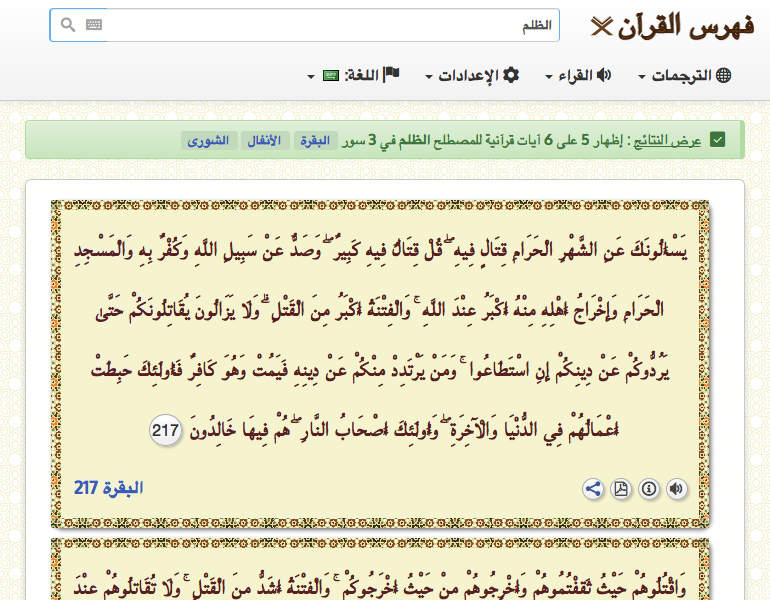 فهرس القرآن
الظلم
الترجمات
القراء
الإعدادات
اللغة:
عرض النتائج : إظهار 5 على 6 آيات قرآنية للمصطلح الظلم في 3 سور البقرة الأنفال الشورى
يَسْأَلُونَكَ عَنِ الشَّهْرِ الْحَرَامِ قِتَالٍ فِيهِ ۖ قُلْ قِتَالٌ فِيهِ كَبِيرٌ ۖ وَصَدٌّ عَنْ سَبِيلِ اللَّهِ وَكُفْرٌ بِهِ وَالْمَسْجِدِ
الْحَرَامِ وَإِخْرَاجُ أَهْلِهِ مِنْهُ أَكْبَرُ عِنْدَ اللَّهِ ۚ وَالْفِتْنَةُ أَكْبَرُ مِنَ الْقَتْلِ ۗ وَلَا يَزَالُونَ يُقَاتِلُونَكُمْ حَتَّىٰ
يَرُدُّوكُمْ عَنْ دِينِكُمْ إِنِ اسْتَطَاعُوا ۚ وَمَنْ يَرْتَدِدْ مِنْكُمْ عَنْ دِينِهِ فَيَمُتْ وَهُوَ كَافِرٌ فَأُولَٰئِكَ حَبِطَتْ
أَعْمَالُهُمْ فِي الدُّنْيَا وَالْآخِرَةِ ۖ وَأُولَٰئِكَ أَصْحَابُ النَّارِ ۖ هُمْ فِيهَا خَالِدُونَ 217
البقرة 217
وَاقْتُلُوهُمْ حَيْثُ ثَقِفْتُمُوهُمْ وَأَخْرِجُوهُمْ مِنْ حَيْثُ أَخْرَجُوكُمْ ۚ وَالْفِتْنَةُ أَشَدُّ مِنَ الْقَتْلِ ۚ وَلَا تُقَاتِلُوهُمْ عِنْدَ